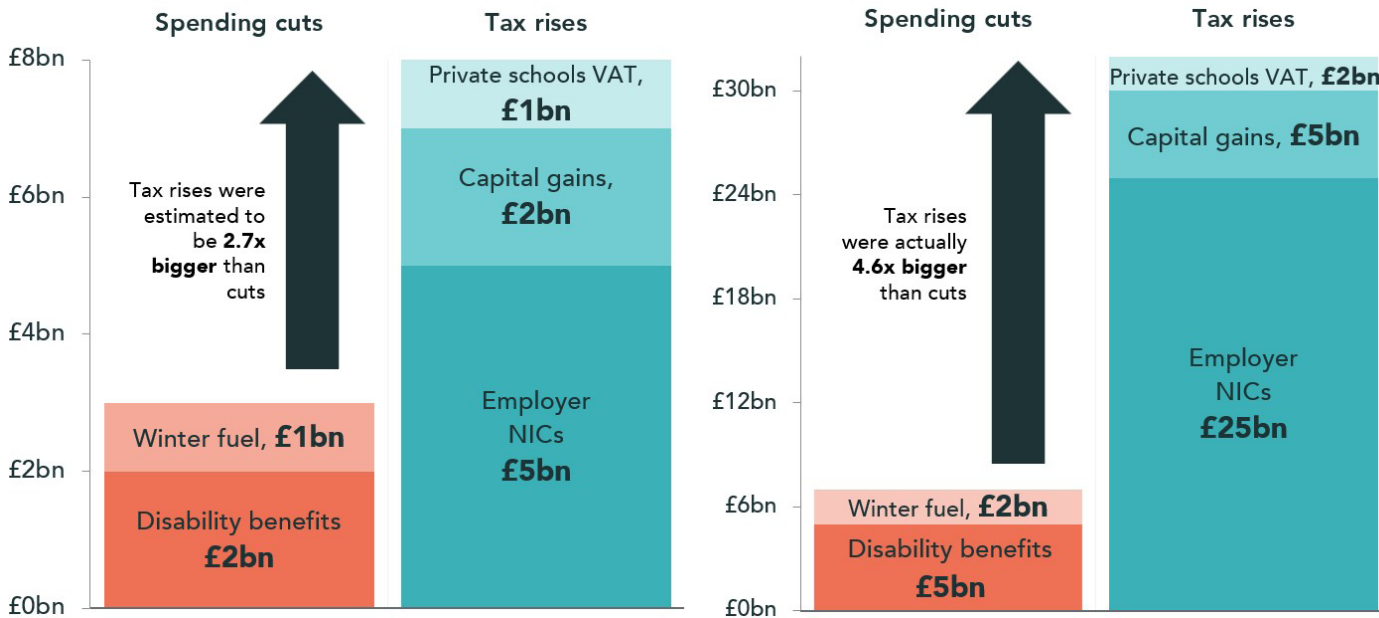 Spending cuts
Tax rises
£8bn
£6bn
£4bn
£2bn
£0bn
Tax rises were
estimated to
be 2.7x
bigger than
cuts
Winter fuel, £1bn
Disability benefits
£2bn
Private schools VAT,
£1bn
Capital gains,
£2bn
Employer
NICs
£5bn
Spending cuts
Tax rises
£30bn
£24bn
£18bn
£12bn
£6bn
£0bn
Tax rises
were actually
4.6x bigger
than cuts
Winter fuel, £2bn
Disability benefits
£5bn
Private schools VAT, £2bn
Capital gains, £5bn
Employer
NICs
£25bn